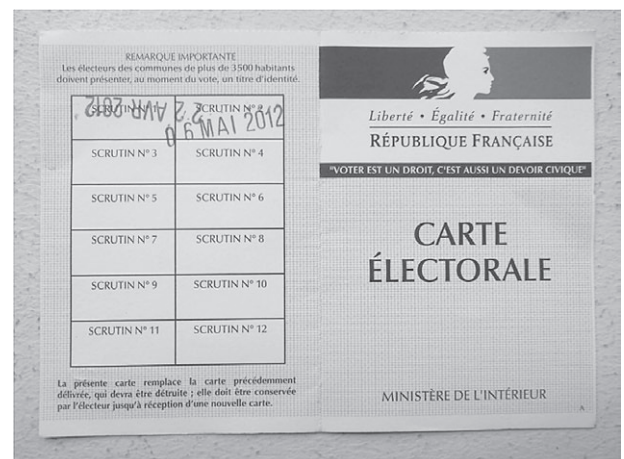 REMARQUE IMPORTANTE
Les électeurs des communes de plus de 3500 habitants
doivent présenter, au moment du vote, un titre d'identité.
SCRUTIN N° 2
2 2 AVR. 2012
0 6 MAI 2012
SCRUTIN N° 3
SCRUTIN N° 4
SCRUTIN N° 5
SCRUTIN N° 6
SCRUTIN N° 7
SCRUTIN N° 8
SCRUTIN N° 9
SCRUTIN N° 10
SCRUTIN N° 11
SCRUTIN N° 12
La présente carte remplace la carte précédemment
délivrée, qui devra être détruite ; elle doit être conservée
par l'électeur jusqu'à réception d'une nouvelle carte.
Liberté • Égalité • Fraternité
RÉPUBLIQUE FRANÇAISE
"VOTER EST UN DROIT, C'EST AUSSI UN DEVOIR CIVIQUE"
CARTE
ÉLECTORALE
MINISTÈRE DE L'INTÉRIEUR